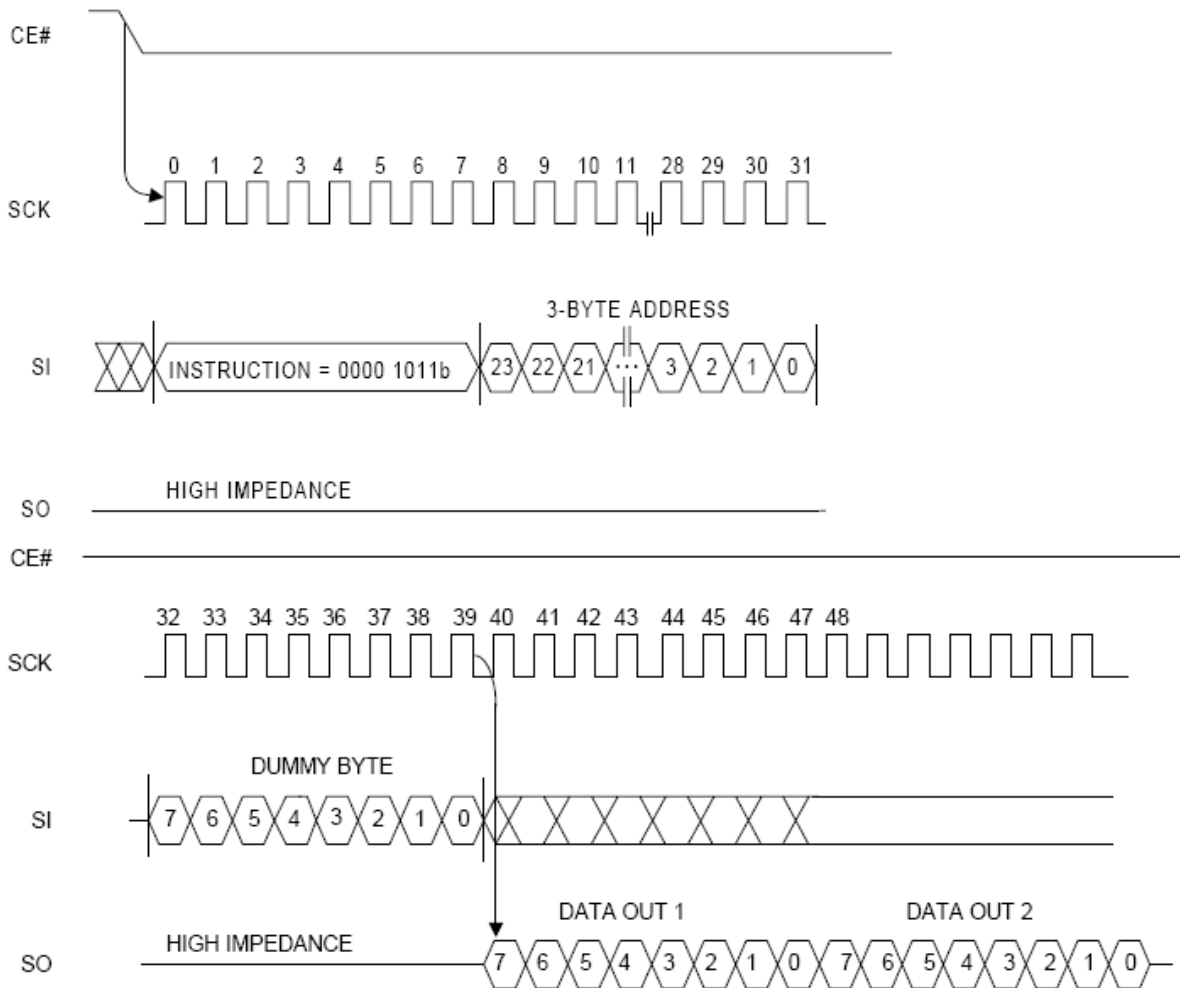 CE#
0 1 2 3 4 5 6 7 8 9 10 11 28 29 30 31
SCK
3-BYTE ADDRESS
SI INSTRUCTION = 0000 1011b 23 22 21 ... 3 2 1 0
HIGH IMPEDANCE
SO
CE#
32 33 34 35 36 37 38 39 40 41 42 43 44 45 46 47 48
SCK
DUMMY BYTE
SI 7 6 5 4 3 2 1 0
DATA OUT 1 DATA OUT 2
HIGH IMPEDANCE
SO 7 6 5 4 3 2 1 0 7 6 5 4 3 2 1 0